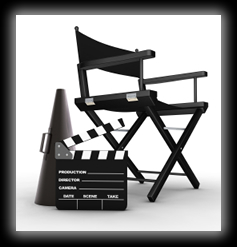 PRODUCTION
DIRECTOR
CAMERA
DATE SCENE TAKE